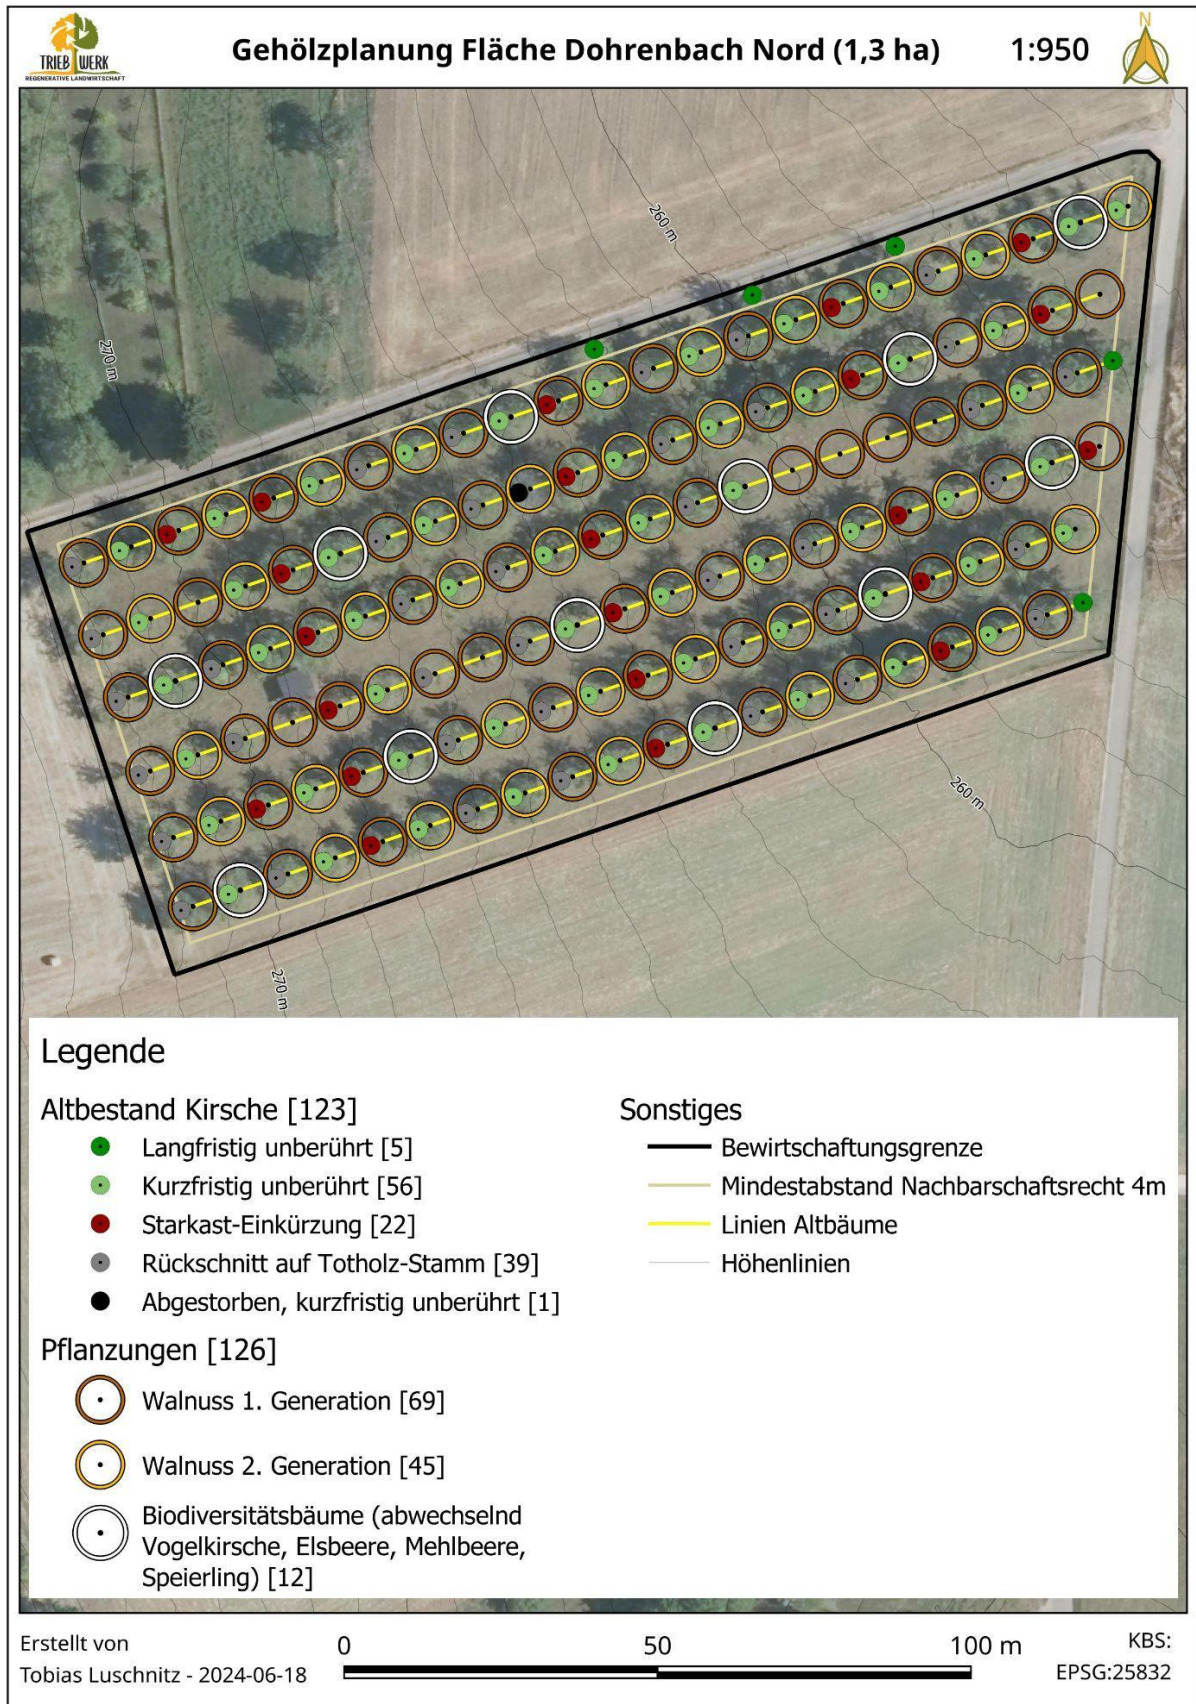 TRIEB WERK
REGENERATIVE LANDWIRTSCHAFT
Gehölzplanung Fläche Dohrenbach Nord (1,3 ha)
1:950
N
260 m
270 m
260 m
270 m
Legende
Altbestand Kirsche [123]
Langfristig unberührt [5]
Kurzfristig unberührt [56]
Starkast-Einkürzung [22]
Rückschnitt auf Totholz-Stamm [39]
Abgestorben, kurzfristig unberührt [1]
Pflanzungen [126]
Walnuss 1. Generation [69]
Walnuss 2. Generation [45]
Biodiversitätsbäume (abwechselnd
Vogelkirsche, Elsbeere, Mehlbeere,
Speierling) [12]
Sonstiges
Bewirtschaftungsgrenze
Mindestabstand Nachbarschaftsrecht 4m
Linien Altbäume
Höhenlinien
Erstellt von
Tobias Luschnitz - 2024-06-18
0 50 100 m
KBS:
EPSG:25832